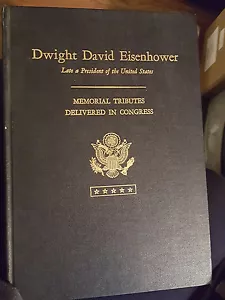 Dwight David Eisenhower
Late a President of the United States
MEMORIAL TRIBUTES
DELIVERED IN CONGRESS